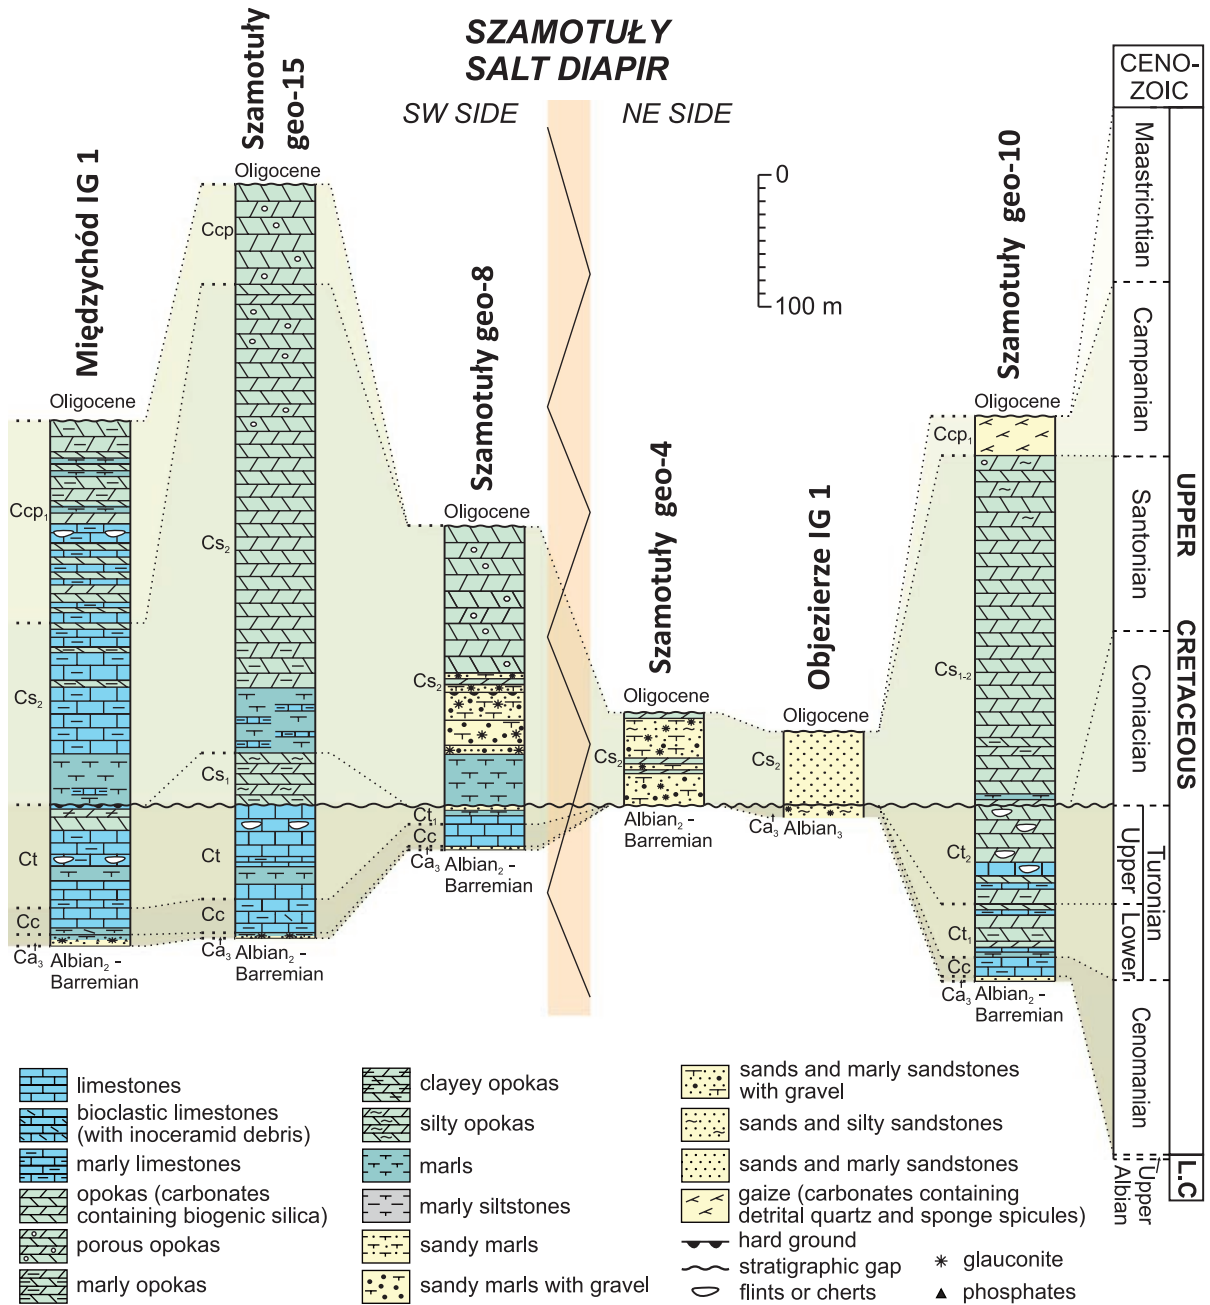 SZAMOTUŁY
SALT DIAPIR
SW SIDE
NE SIDE
Międzychód IG 1
Szamotuły
geo-15
Szamotuły geo-8
Szamotuły geo-4
Objezierze IG 1
Szamotuły geo-10
0
100 m
Oligocene
Ccp₁
Cs₂
Ct
Cc
Ca₃
Albian₂ -
Barremian
Oligocene
Ccp
Cs₂
Cs₁
Ct
Cc
Ca₃
Albian₂ -
Barremian
Oligocene
Cs₂
Ct₁
Cc
Ca₃
Albian₂ -
Barremian
Oligocene
Cs₂
Albian₂ -
Barremian
Oligocene
Cs₂
Ca₃
Albian₃
Oligocene
Ccp₁
Cs₁₋₂
Ct₂
Ct₁
Cc
Ca₃
Albian₂ -
Barremian
CENO-
ZOIC
Maastrichtian
Campanian
Santonian
Coniacian
Upper
Lower
Turonian
Cenomanian
Upper
Albian
UPPER
CRETACEOUS
L.C
limestones
bioclastic limestones
(with inoceramid debris)
marly limestones
opokas (carbonates
containing biogenic silica)
porous opokas
marly opokas
clayey opokas
silty opokas
marls
marly siltstones
sandy marls
sandy marls with gravel
sands and marly sandstones
with gravel
sands and silty sandstones
sands and marly sandstones
gaize (carbonates containing
detrital quartz and sponge spicules)
hard ground
stratigraphic gap
flints or cherts
glauconite
phosphates